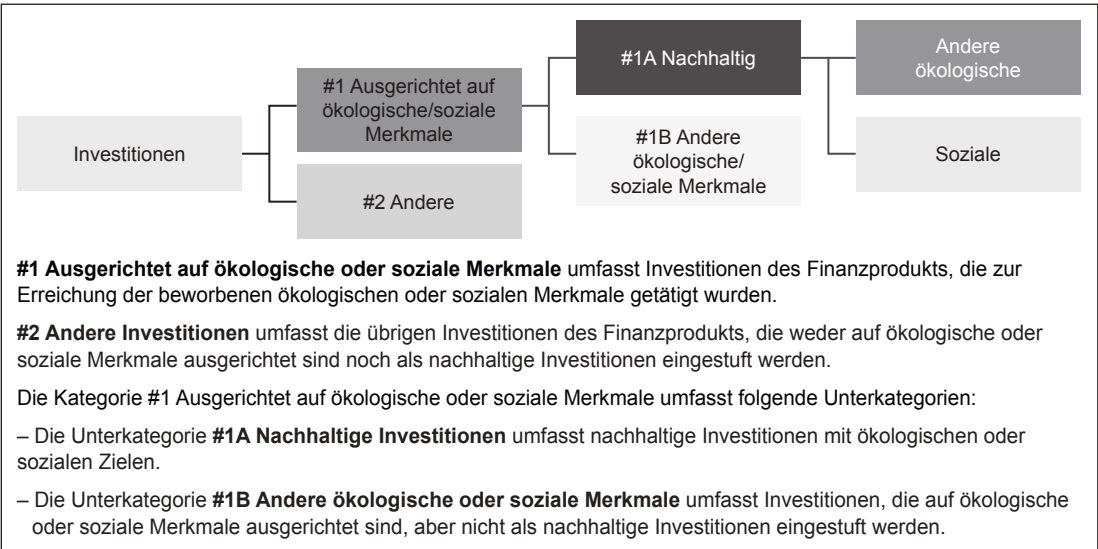 Investitionen
#1 Ausgerichtet auf
ökologische/soziale
Merkmale
#2 Andere
#1A Nachhaltig
#1B Andere
ökologische/
soziale Merkmale
Andere
ökologische
Soziale
#1 Ausgerichtet auf ökologische oder soziale Merkmale umfasst Investitionen des Finanzprodukts, die zur
Erreichung der beworbenen ökologischen oder sozialen Merkmale getätigt wurden.
#2 Andere Investitionen umfasst die übrigen Investitionen des Finanzprodukts, die weder auf ökologische oder
soziale Merkmale ausgerichtet sind noch als nachhaltige Investitionen eingestuft werden.
Die Kategorie #1 Ausgerichtet auf ökologische oder soziale Merkmale umfasst folgende Unterkategorien:
– Die Unterkategorie #1A Nachhaltige Investitionen umfasst nachhaltige Investitionen mit ökologischen oder
sozialen Zielen.
– Die Unterkategorie #1B Andere ökologische oder soziale Merkmale umfasst Investitionen, die auf ökologische
oder soziale Merkmale ausgerichtet sind, aber nicht als nachhaltige Investitionen eingestuft werden.